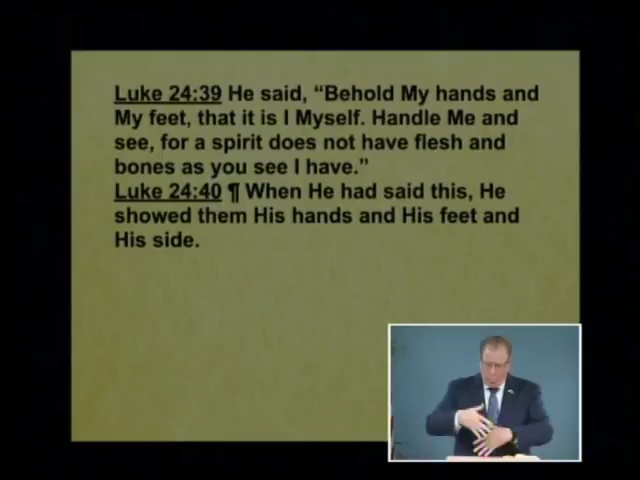 Luke 24:39 He said, “Behold My hands and
My feet, that it is I Myself. Handle Me and
see, for a spirit does not have flesh and
bones as you see I have.”
Luke 24:40 ¶ When He had said this, He
showed them His hands and His feet and
His side.